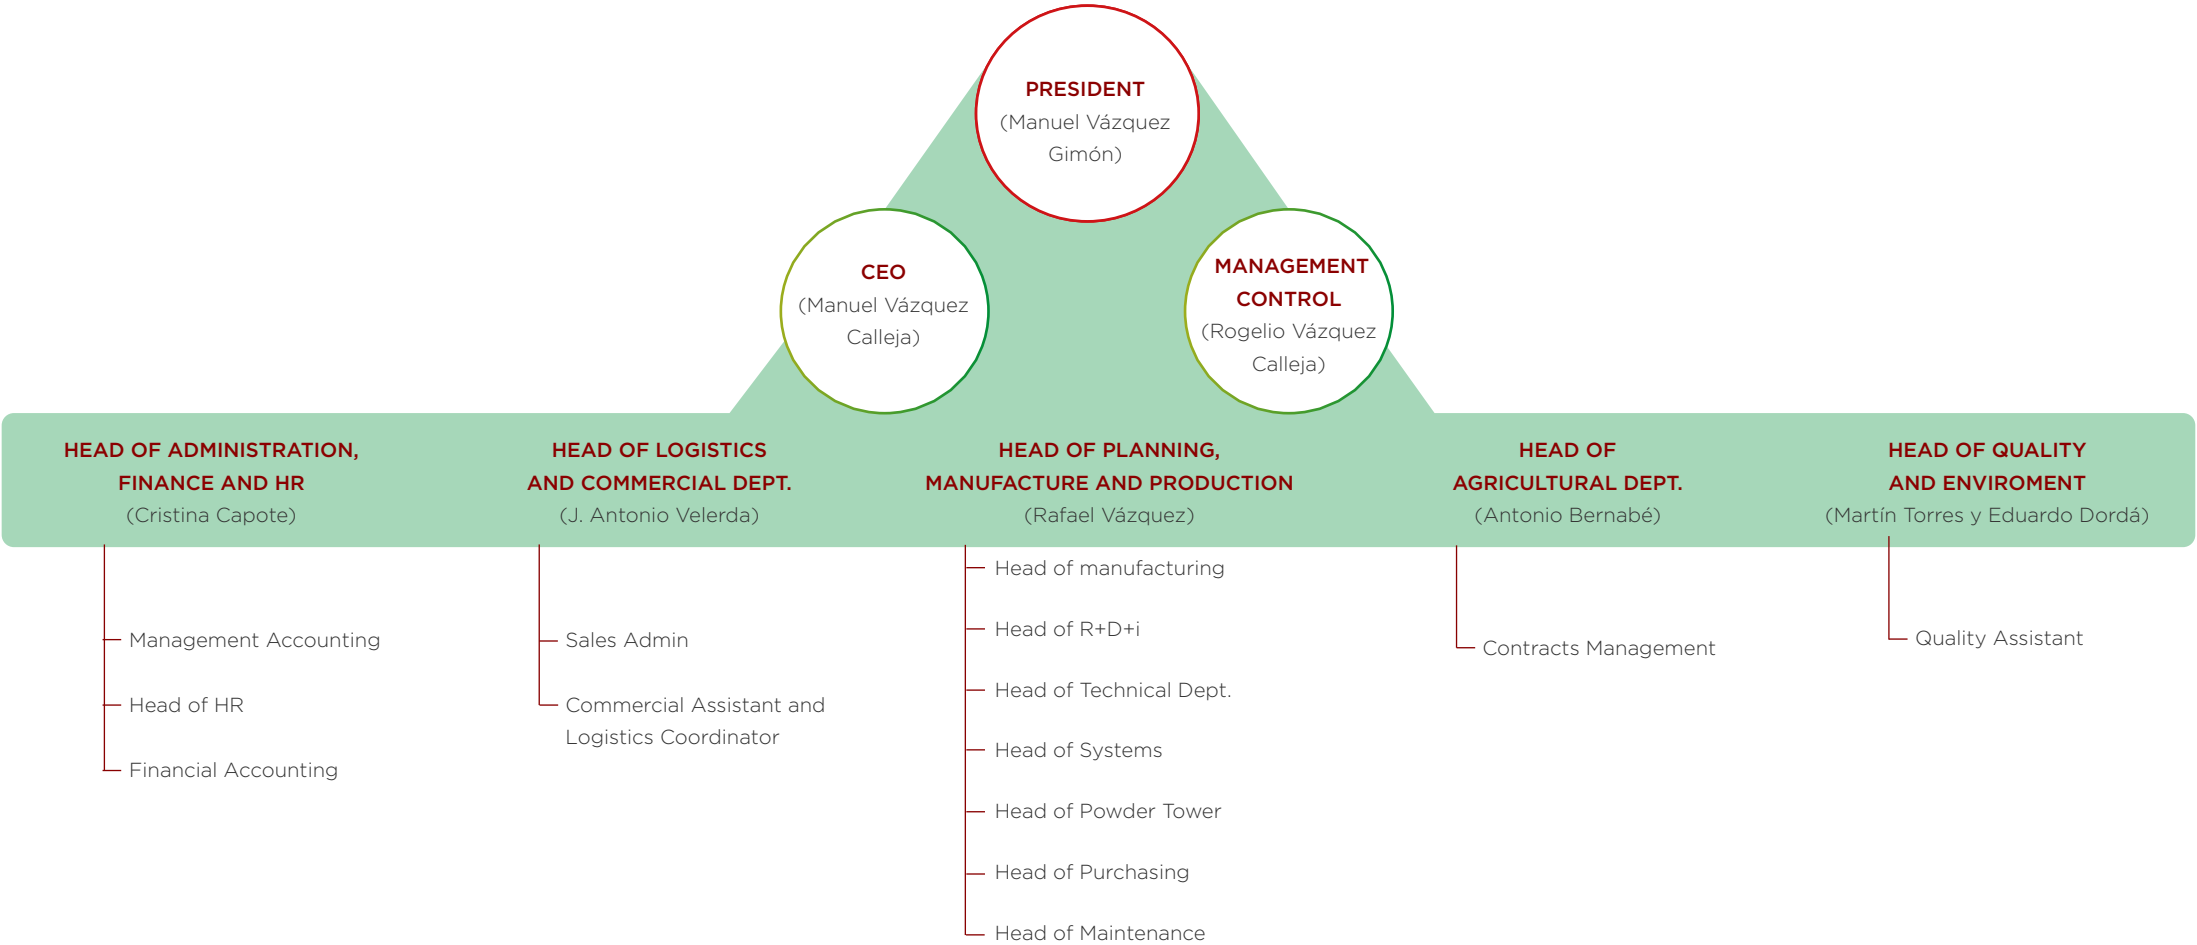 PRESIDENT
(Manuel Vázquez
Gimón)
CEO
(Manuel Vázquez
Calleja)
MANAGEMENT
CONTROL
(Rogelio Vázquez
Calleja)
HEAD OF ADMINISTRATION,
FINANCE AND HR
(Cristina Capote)
Management Accounting
Head of HR
Financial Accounting
HEAD OF LOGISTICS
AND COMMERCIAL DEPT.
(J. Antonio Velerda)
Sales Admin
Commercial Assistant and
Logistics Coordinator
HEAD OF PLANNING,
MANUFACTURE AND PRODUCTION
(Rafael Vázquez)
Head of manufacturing
Head of R+D+i
Head of Technical Dept.
Head of Systems
Head of Powder Tower
Head of Purchasing
Head of Maintenance
HEAD OF
AGRICULTURAL DEPT.
(Antonio Bernabé)
Contracts Management
HEAD OF QUALITY
AND ENVIROMENT
(Martín Torres y Eduardo Dordá)
Quality Assistant